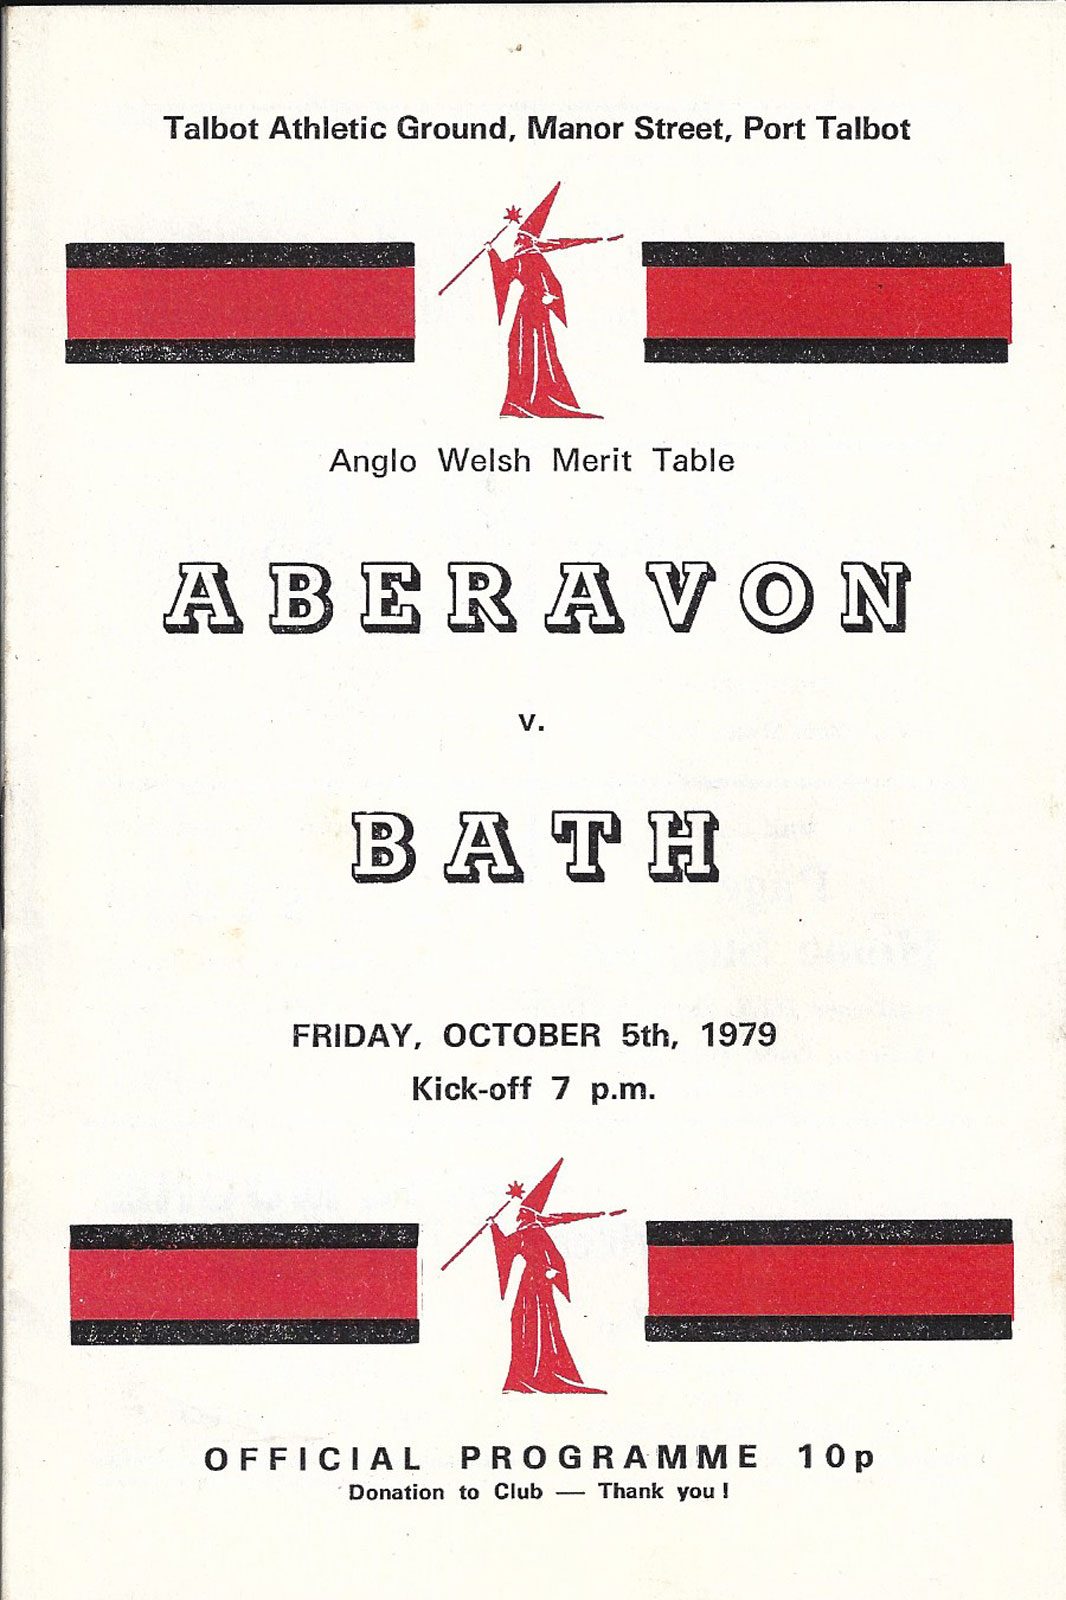 Talbot Athletic Ground, Manor Street, Port Talbot
Anglo Welsh Merit Table
ABERAVON
v.
BATH
FRIDAY, OCTOBER 5th, 1979
Kick-off 7 p.m.
OFFICIAL PROGRAMME 10p
Donation to Club — Thank you !